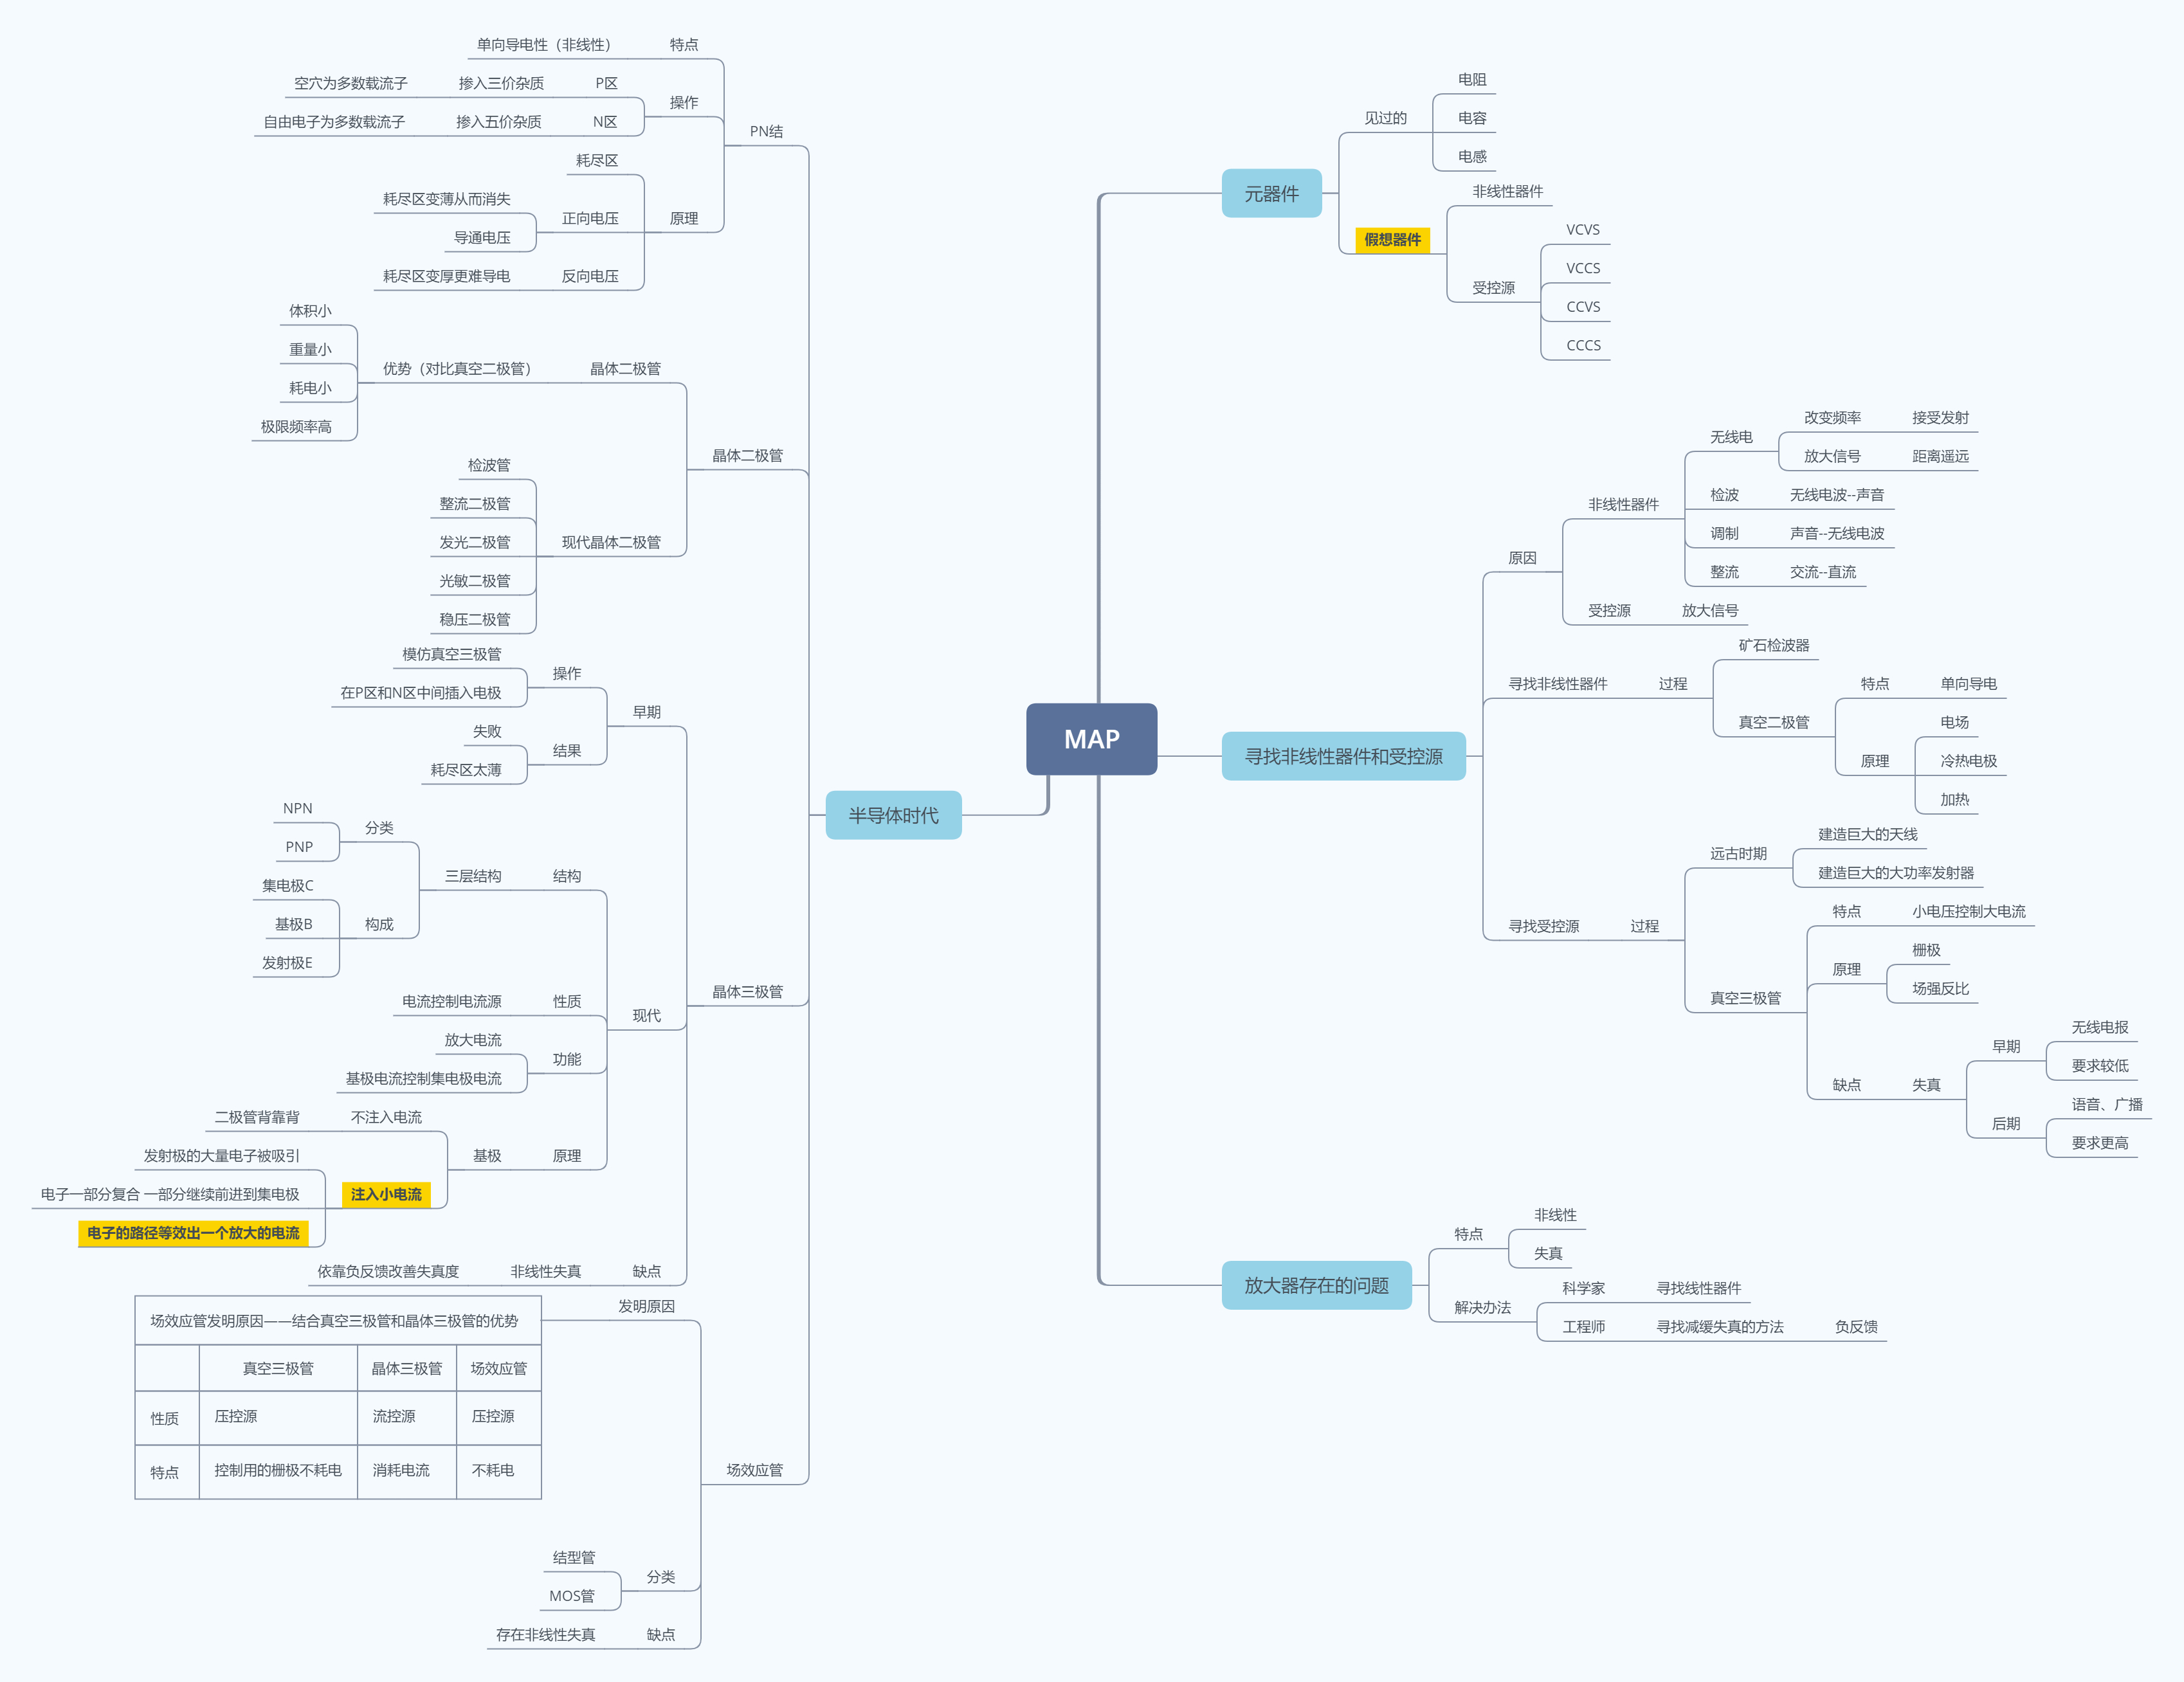 MAP
元器件
见过的
电阻
电容
电感
假想器件
非线性器件
受控源
VCVS
VCCS
CCVS
CCCS
寻找非线性器件和受控源
原因
非线性器件
无线电
改变频率
接受发射
放大信号
距离遥远
检波
无线电波--声音
调制
声音--无线电波
整流
交流--直流
受控源
放大信号
寻找非线性器件
过程
矿石检波器
真空二极管
特点
单向导电
原理
电场
冷热电极
加热
寻找受控源
过程
远古时期
建造巨大的天线
建造巨大的大功率发射器
真空三极管
特点
小电压控制大电流
原理
栅极
场强反比
缺点
失真
早期
无线电报
要求较低
后期
语音、广播
要求更高
放大器存在的问题
特点
非线性
失真
解决办法
科学家
寻找线性器件
工程师
寻找减缓失真的方法
负反馈
半导体时代
PN结
特点
单向导电性（非线性）
操作
P区
掺入三价杂质
空穴为多数载流子
N区
掺入五价杂质
自由电子为多数载流子
原理
耗尽区
正向电压
耗尽区变薄从而消失
导通电压
反向电压
耗尽区变厚更难导电
晶体二极管
晶体二极管
优势（对比真空二极管）
体积小
重量小
耗电小
极限频率高
现代晶体二极管
检波管
整流二极管
发光二极管
光敏二极管
稳压二极管
晶体三极管
早期
操作
模仿真空三极管
在P区和N区中间插入电极
结果
失败
耗尽区太薄
现代
结构
三层结构
分类
NPN
PNP
构成
集电极C
基极B
发射极E
性质
电流控制电流源
功能
放大电流
基极电流控制集电极电流
原理
基极
不注入电流
二极管背靠背
注入小电流
发射极的大量电子被吸引
电子一部分复合 一部分继续前进到集电极
电子的路径等效出一个放大的电流
缺点
非线性失真
依靠负反馈改善失真度
场效应管
发明原因
场效应管发明原因——结合真空三极管和晶体三极管的优势
真空三极管 晶体三极管 场效应管
性质 压控源 流控源 压控源
特点 控制用的栅极不耗电 消耗电流 不耗电
分类
结型管
MOS管
缺点
存在非线性失真